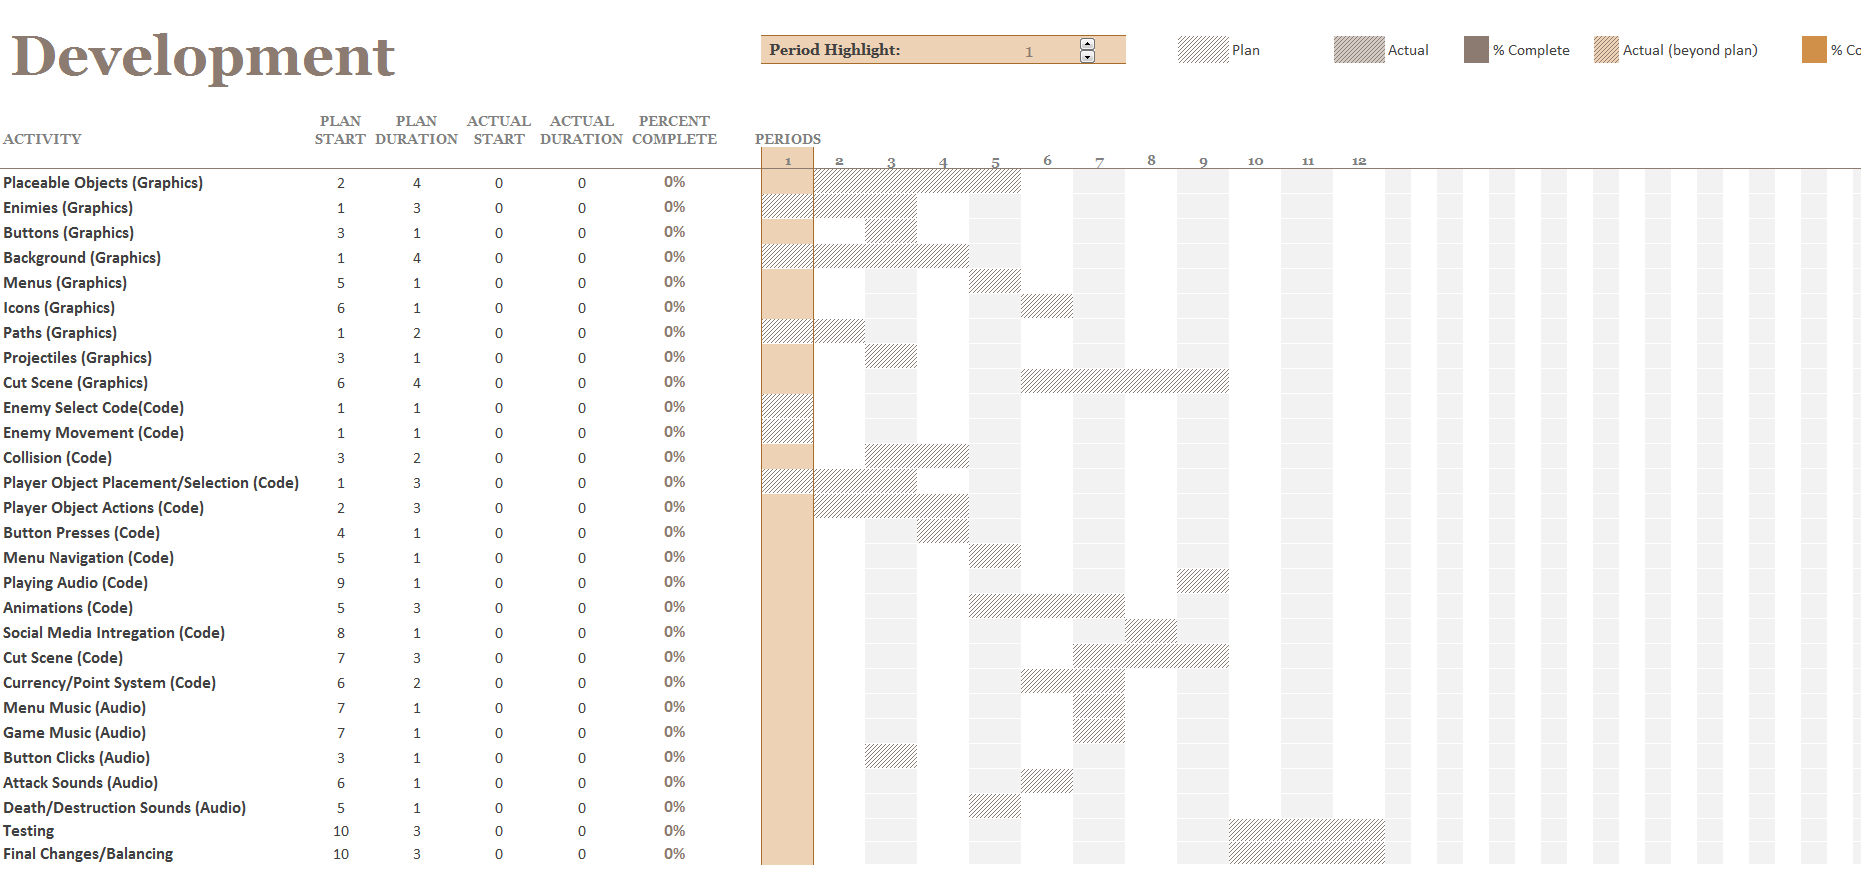 Development
Period Highlight: 1
Plan
Actual
% Complete
Actual (beyond plan)
% Co
ACTIVITY PLAN START PLAN DURATION ACTUAL START ACTUAL DURATION PERCENT COMPLETE PERIODS
1 2 3 4 5 6 7 8 9 10 11 12
Placeable Objects (Graphics) 2 4 0 0 0%
Enimies (Graphics) 1 3 0 0 0%
Buttons (Graphics) 3 1 0 0 0%
Background (Graphics) 1 4 0 0 0%
Menus (Graphics) 5 1 0 0 0%
Icons (Graphics) 6 1 0 0 0%
Paths (Graphics) 1 2 0 0 0%
Projectiles (Graphics) 3 1 0 0 0%
Cut Scene (Graphics) 6 4 0 0 0%
Enemy Select Code(Code) 1 1 0 0 0%
Enemy Movement (Code) 1 1 0 0 0%
Collision (Code) 3 2 0 0 0%
Player Object Placement/Selection (Code) 1 3 0 0 0%
Player Object Actions (Code) 2 3 0 0 0%
Button Presses (Code) 4 1 0 0 0%
Menu Navigation (Code) 5 1 0 0 0%
Playing Audio (Code) 9 1 0 0 0%
Animations (Code) 5 3 0 0 0%
Social Media Intregation (Code) 8 1 0 0 0%
Cut Scene (Code) 7 3 0 0 0%
Currency/Point System (Code) 6 2 0 0 0%
Menu Music (Audio) 7 1 0 0 0%
Game Music (Audio) 7 1 0 0 0%
Button Clicks (Audio) 3 1 0 0 0%
Attack Sounds (Audio) 6 1 0 0 0%
Death/Destruction Sounds (Audio) 5 1 0 0 0%
Testing 10 3 0 0 0%
Final Changes/Balancing 10 3 0 0 0%